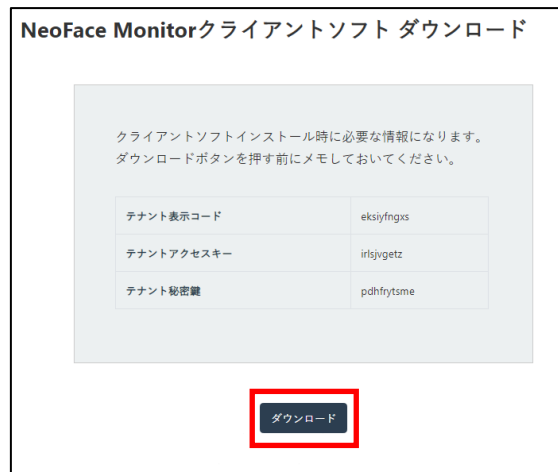 NeoFace Monitorクライアントソフト ダウンロード
クライアントソフトインストール時に必要な情報になります。
ダウンロードボタンを押す前にメモしておいてください。
テナント表示コード eksiyfngxs
テナントアクセスキー irlsjvgetz
テナント秘密鍵 pdhfrytsme
ダウンロード